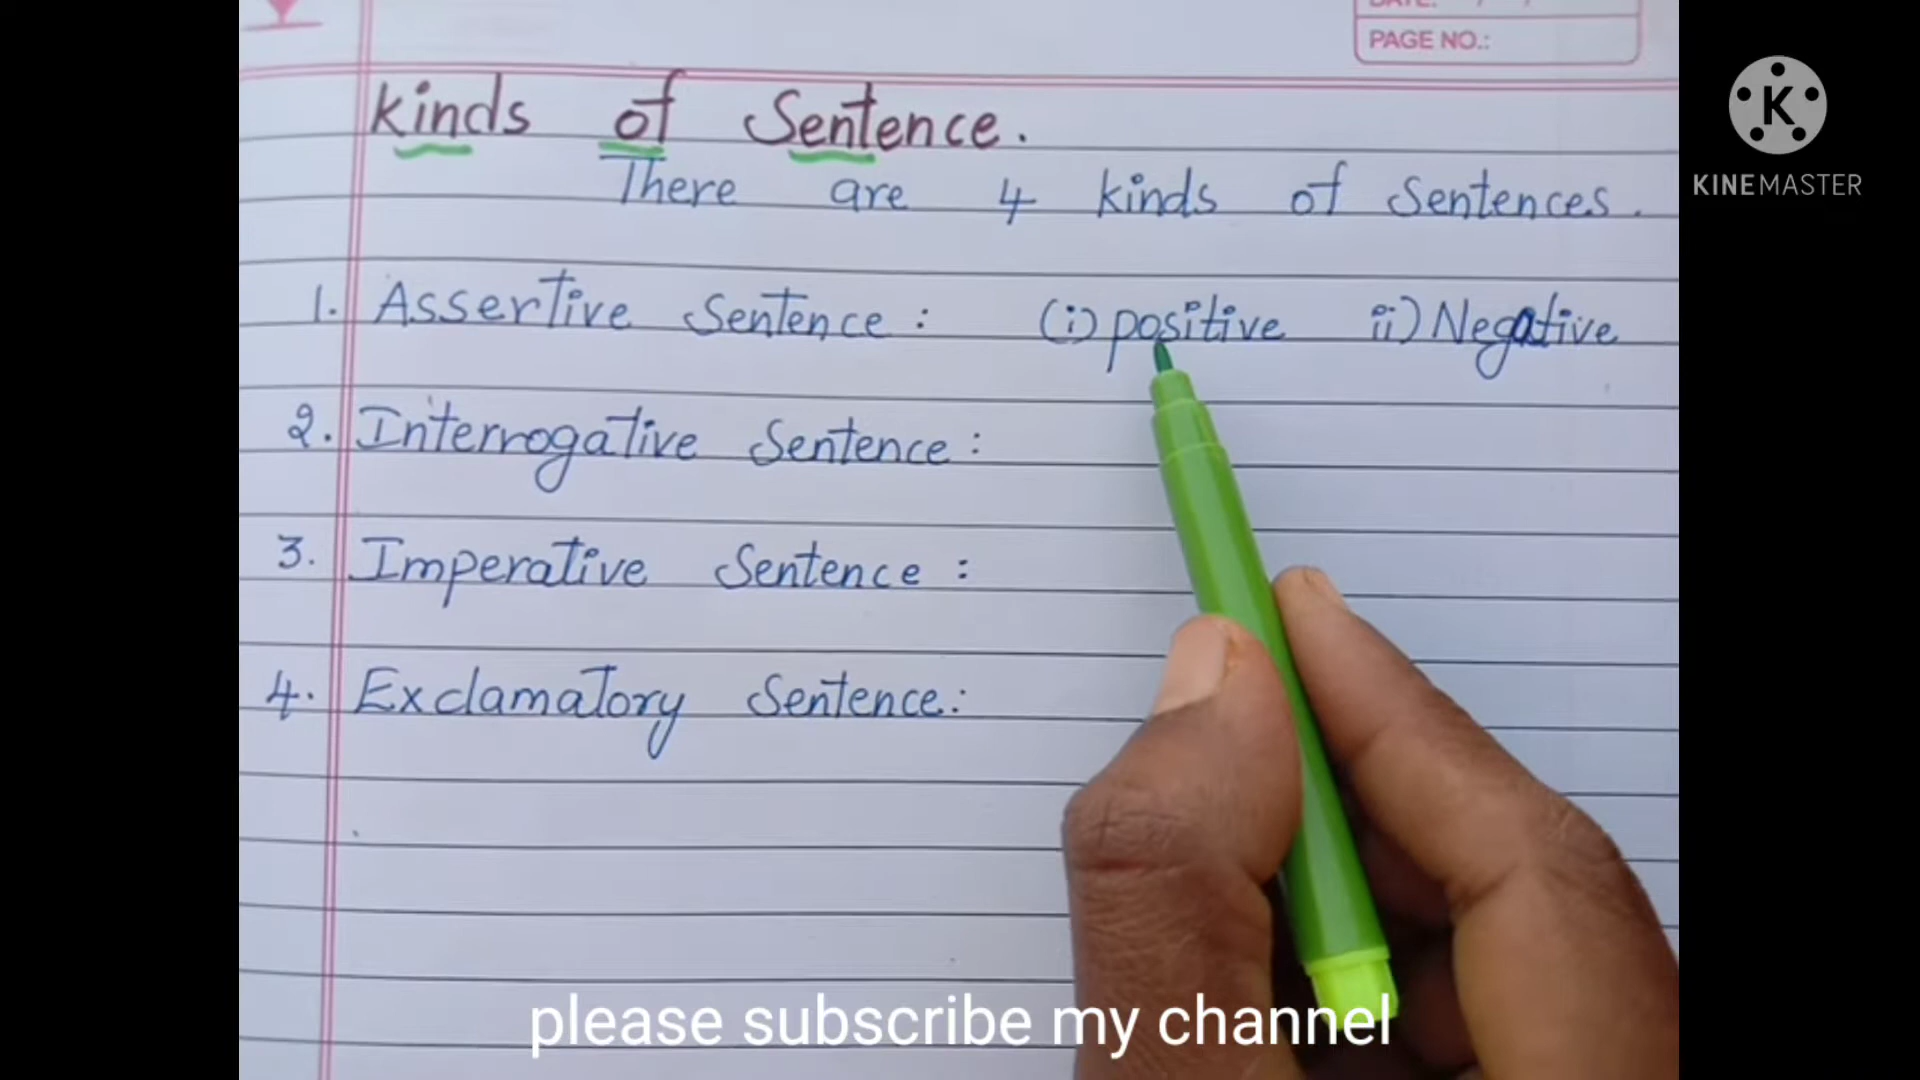 DATE: / /
PAGE NO.:
Kinds of Sentence.
There are 4 kinds of Sentences.
1. Assertive Sentence : (i) positive ii) Negative
2. Interrogative Sentence :
3. Imperative Sentence :
4. Exclamatory Sentence:
K
KINEMASTER
please subscribe my channel